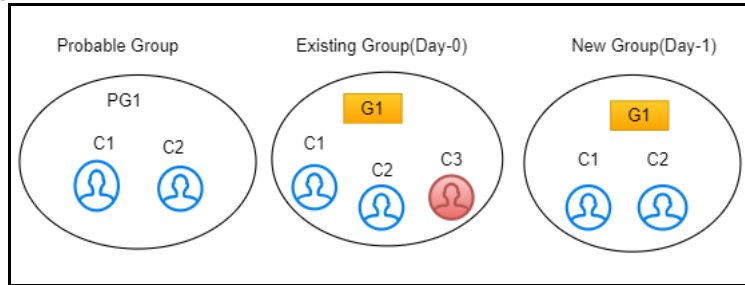 Probable Group
Existing Group(Day-0)
New Group(Day-1)
PG1
C1
C2
G1
C1
C2
C3
G1
C1
C2